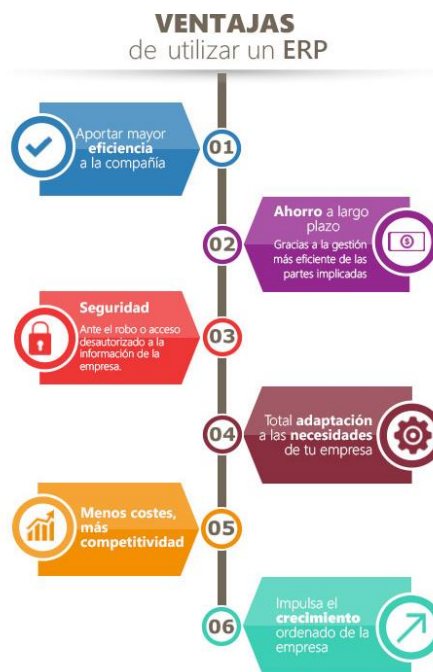 VENTAJAS
de utilizar un ERP
Aportar mayor
eficiencia
a la compañía
01
Ahorro a largo
plazo
Gracias a la gestión
más eficiente de las
partes implicadas
02
Seguridad
Ante el robo o acceso
desautorizado a la
información de la
empresa.
03
Total adaptación
a las necesidades
de tu empresa
04
Menos costes,
más
competitividad
05
Impulsa el
crecimiento
ordenado de la
empresa
06